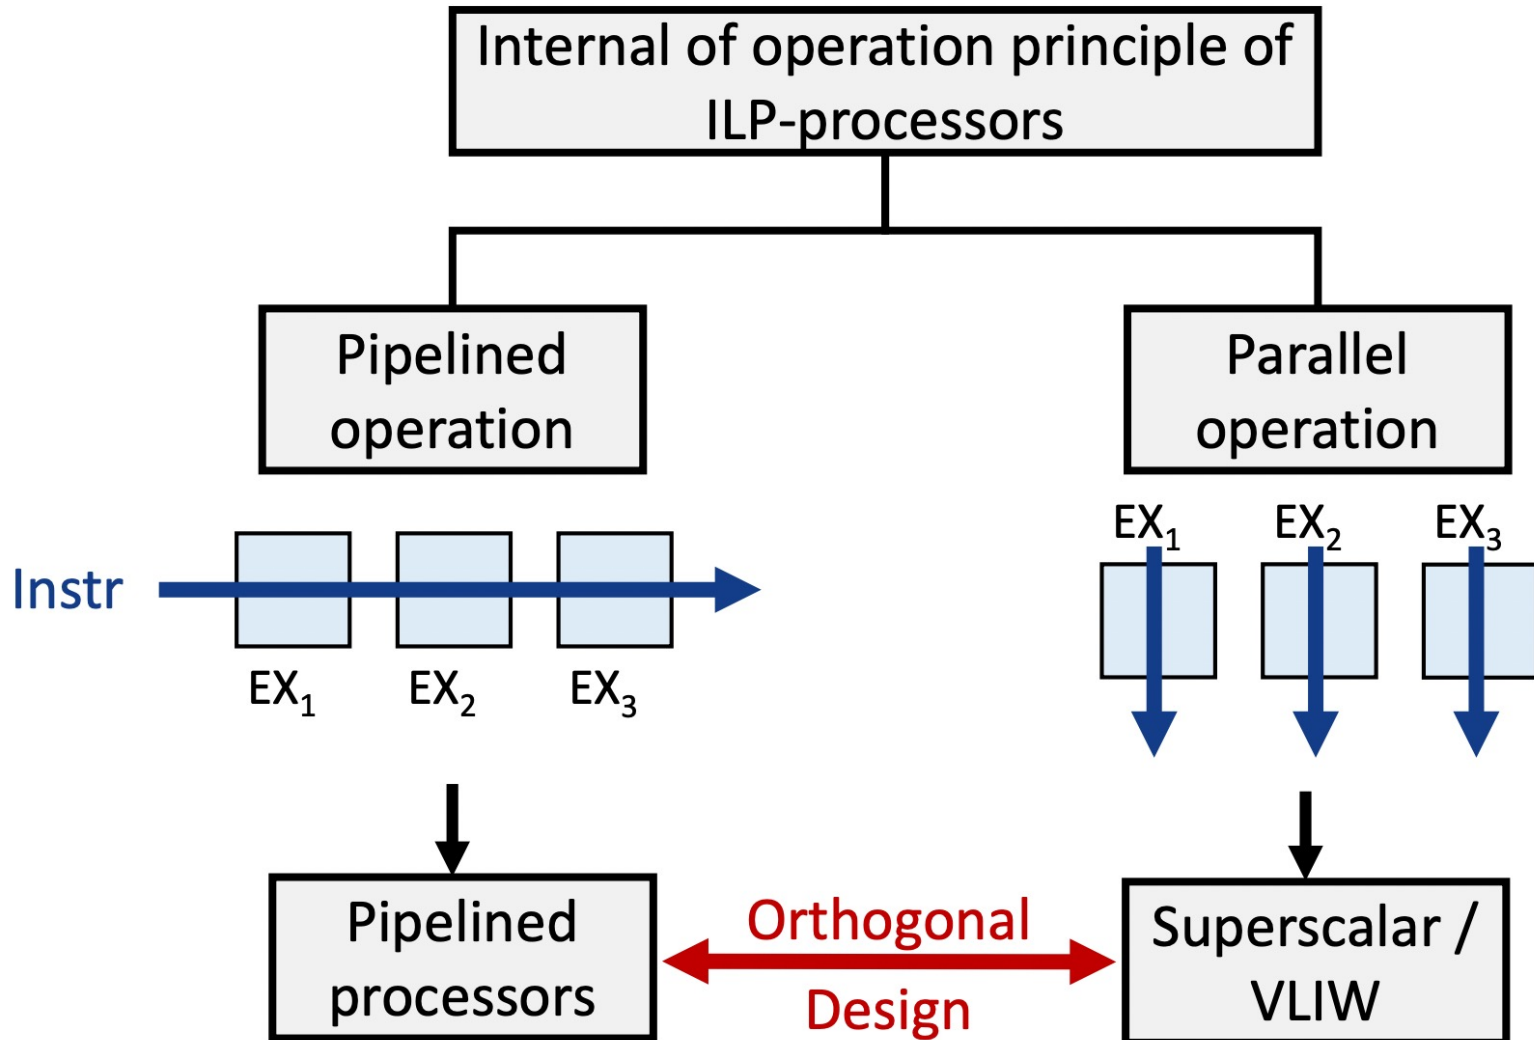 Internal of operation principle of
ILP-processors
Pipelined
operation
Parallel
operation
Instr
EX₁
EX₂
EX₃
EX₁
EX₂
EX₃
Pipelined
processors
Orthogonal
Design
Superscalar /
VLIW